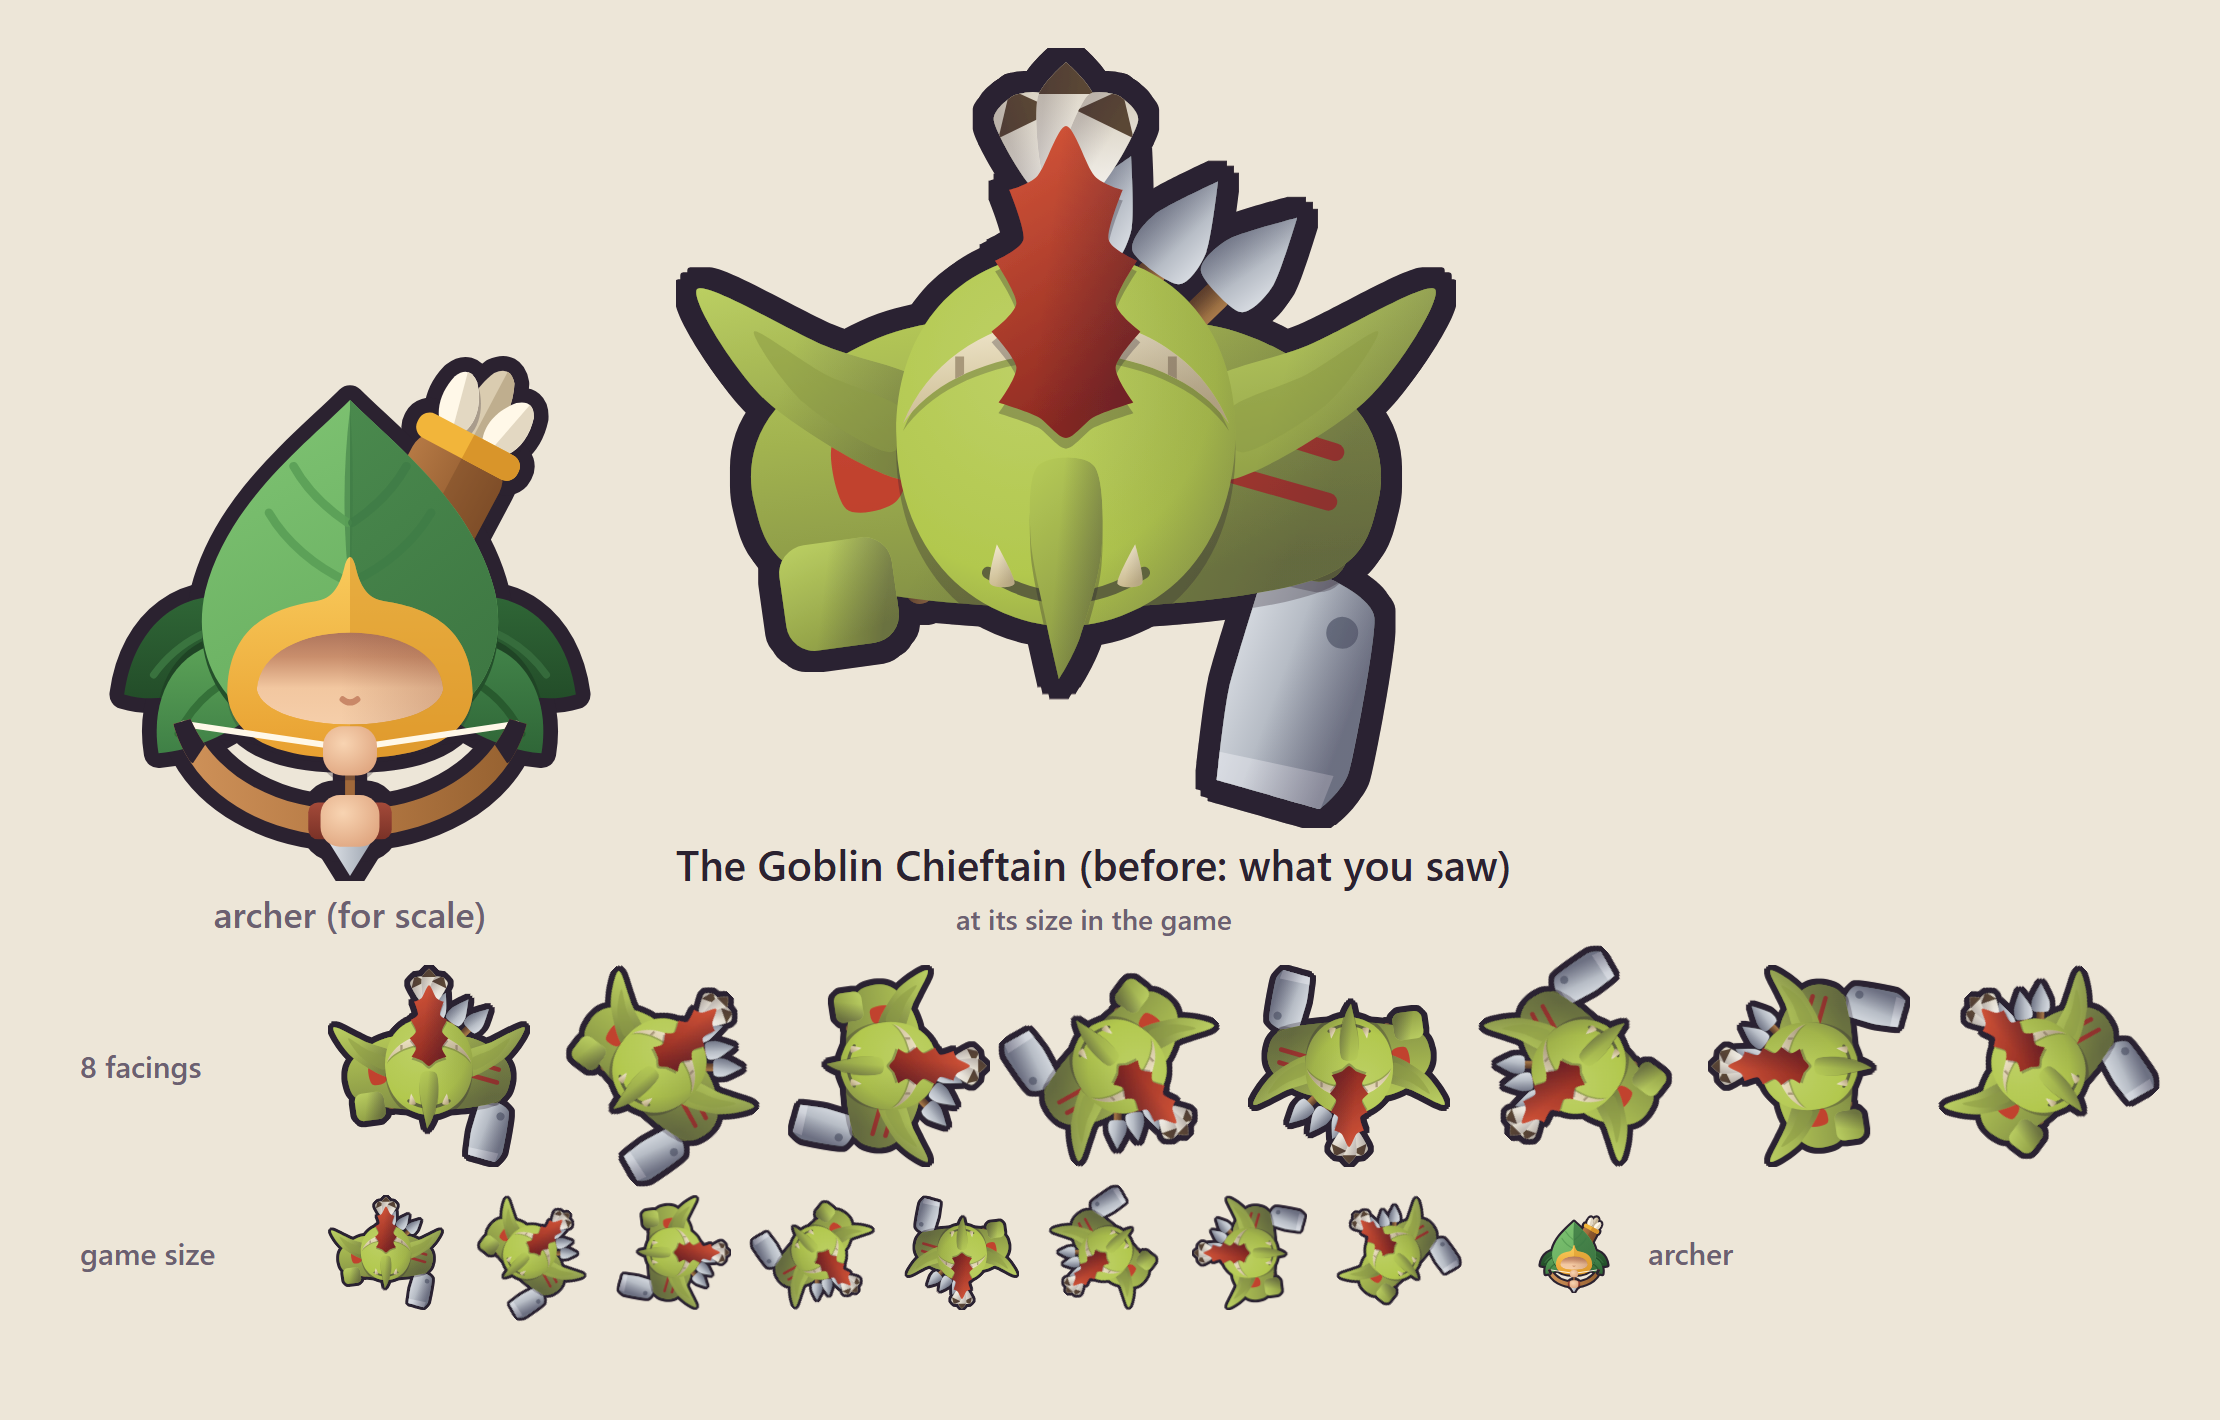 The Goblin Chieftain (before: what you saw)
archer (for scale)
at its size in the game
8 facings
game size
archer